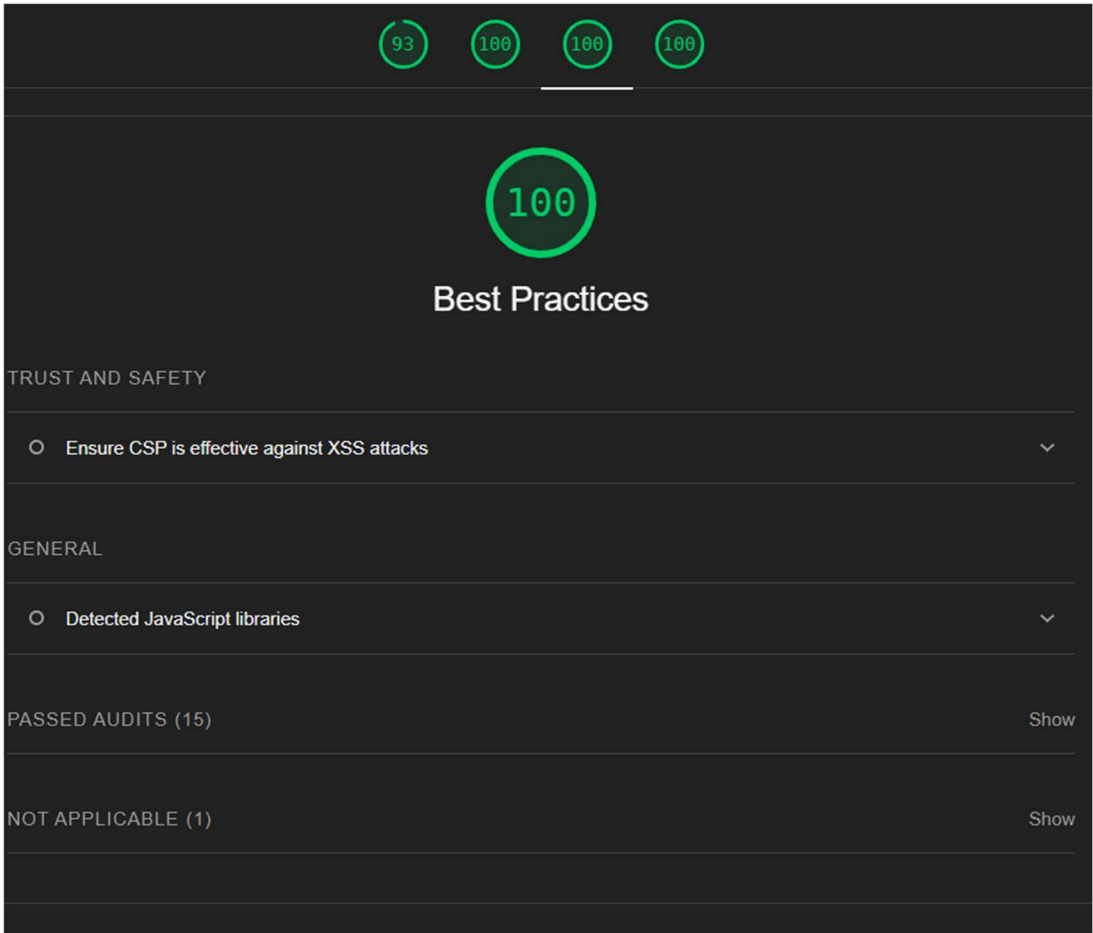 93 100 100 100
100
Best Practices
TRUST AND SAFETY
Ensure CSP is effective against XSS attacks
GENERAL
Detected JavaScript libraries
PASSED AUDITS (15) Show
NOT APPLICABLE (1) Show